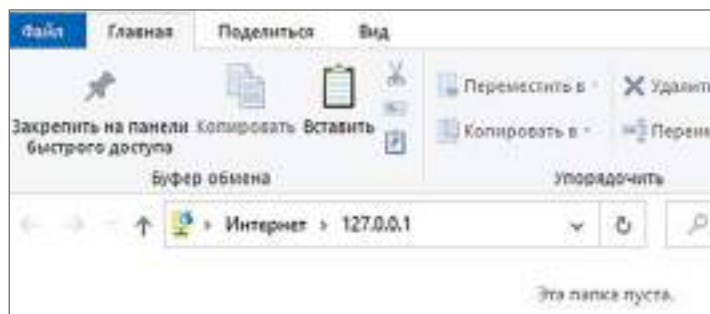 Файл Главная Поделиться Вид
Закрепить на панели быстрого доступа
Копировать
Вставить
Переместить в
Копировать в
Удалить
Буфер обмена
Упорядочить
Интернет 127.0.0.1
Эта папка пуста.